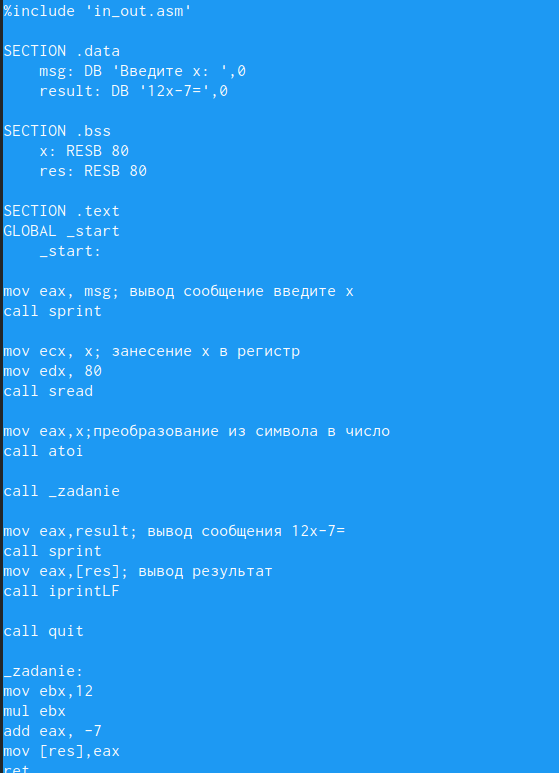 %include 'in_out.asm'
SECTION .data
msg: DB 'Введите x: ',0
result: DB '12x-7=',0
SECTION .bss
x: RESB 80
res: RESB 80
SECTION .text
GLOBAL _start
_start:
mov eax, msg; вывод сообщение введите x
call sprint
mov ecx, x; занесение x в регистр
mov edx, 80
call sread
mov eax,x;преобразование из символа в число
call atoi
call _zadanie
mov eax,result; вывод сообщения 12x-7=
call sprint
mov eax,[res]; вывод результат
call iprintLF
call quit
_zadanie:
mov ebx,12
mul ebx
add eax, -7
mov [res],eax
ret